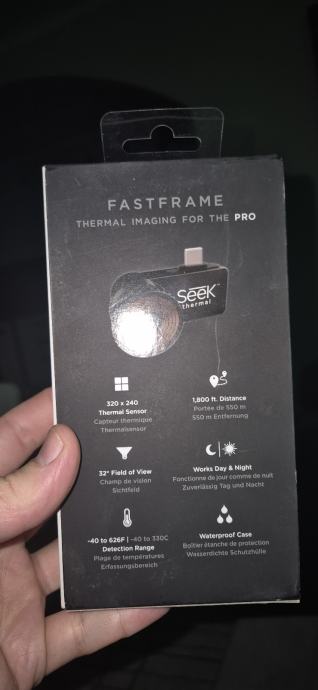 FASTFRAME
THERMAL IMAGING FOR THE PRO
Seek™
thermal
320 x 240
Thermal Sensor
Capteur thermique
Thermalsensor
1,800 ft. Distance
Portée de 550 m
550 m Entfernung
32° Field of View
Champ de vision
Sichtfeld
Works Day & Night
Fonctionne de jour comme de nuit
Zuverlässig Tag und Nacht
-40 to 626F | -40 to 330C
Detection Range
Plage de températures
Erfassungsbereich
Waterproof Case
Boîtier étanche de protection
Wasserdichte Schutzhülle